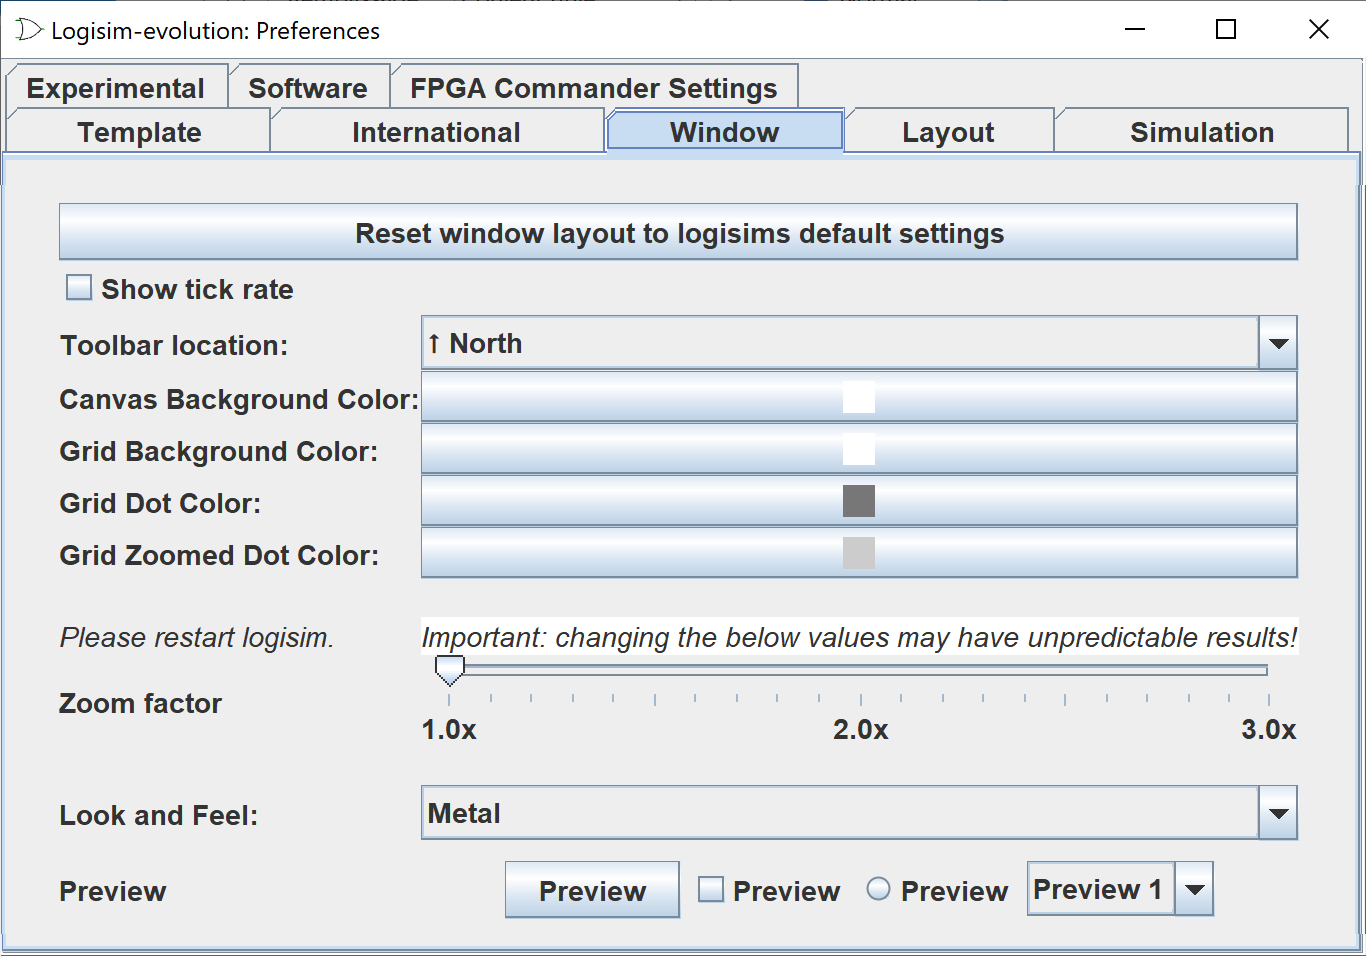 Logisim-evolution: Preferences
Experimental Software FPGA Commander Settings
Template International Window Layout Simulation
Reset window layout to logisims default settings
Show tick rate
Toolbar location: ↑ North
Canvas Background Color:
Grid Background Color:
Grid Dot Color:
Grid Zoomed Dot Color:
Please restart logisim. Important: changing the below values may have unpredictable results!
Zoom factor
1.0x 2.0x 3.0x
Look and Feel: Metal
Preview Preview Preview Preview Preview 1